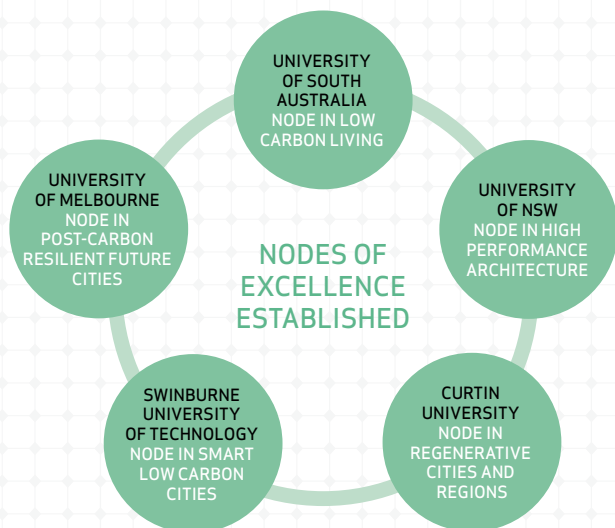 UNIVERSITY
OF SOUTH
AUSTRALIA
NODE IN LOW
CARBON LIVING
UNIVERSITY
OF MELBOURNE
NODE IN
POST-CARBON
RESILIENT FUTURE
CITIES
UNIVERSITY
OF NSW
NODE IN HIGH
PERFORMANCE
ARCHITECTURE
NODES OF
EXCELLENCE
ESTABLISHED
SWINBURNE
UNIVERSITY
OF TECHNOLOGY
NODE IN SMART
LOW CARBON
CITIES
CURTIN
UNIVERSITY
NODE IN
REGENERATIVE
CITIES AND
REGIONS